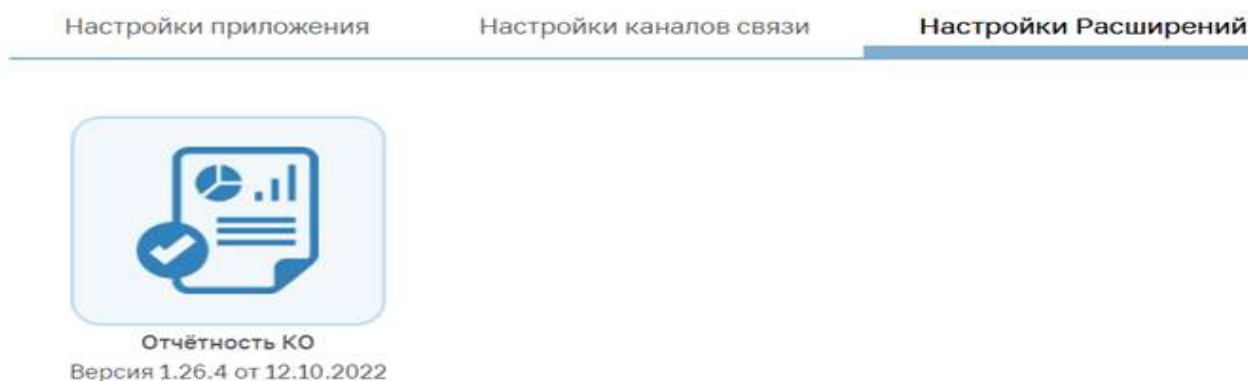 Настройки приложения Настройки каналов связи Настройки Расширений
Отчётность КО
Версия 1.26.4 от 12.10.2022